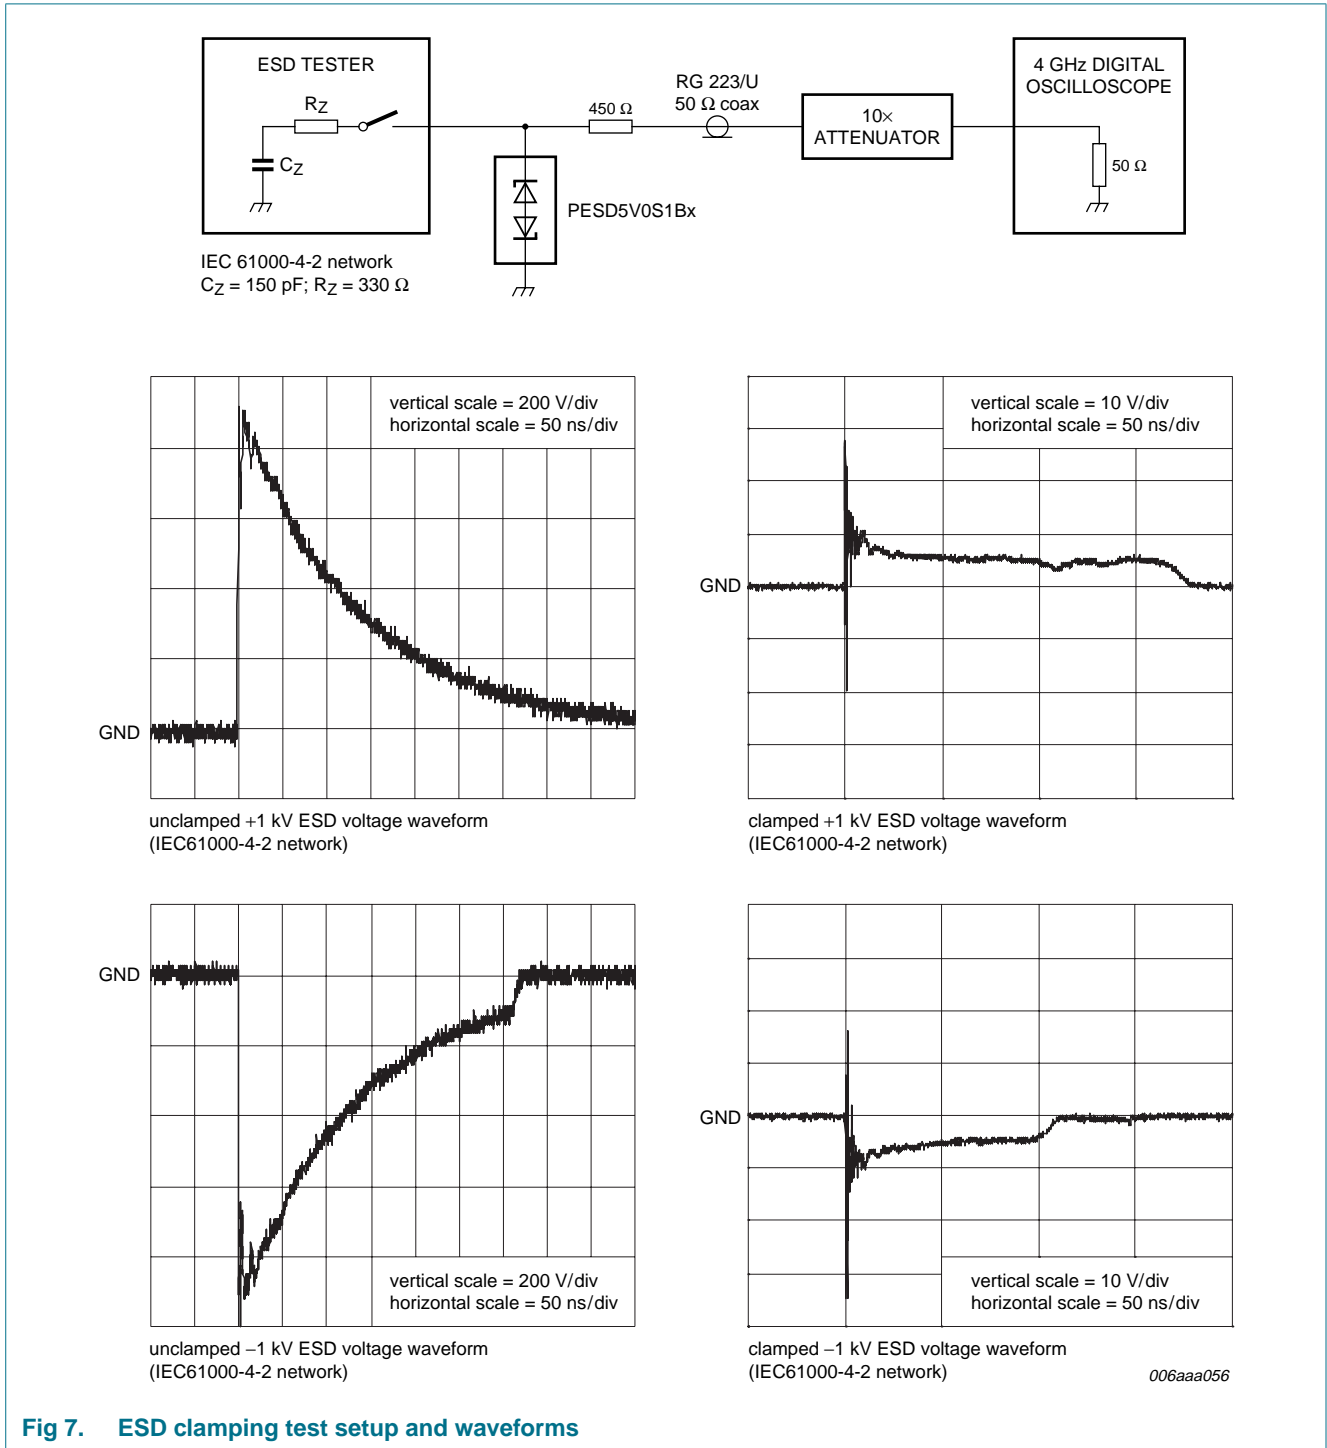 ESD TESTER
RZ
CZ
IEC 61000-4-2 network
CZ = 150 pF; RZ = 330 Ω
450 Ω
RG 223/U
50 Ω coax
PESD5V0S1Bx
10×
ATTENUATOR
4 GHz DIGITAL
OSCILLOSCOPE
50 Ω
vertical scale = 200 V/div
horizontal scale = 50 ns/div
GND
unclamped +1 kV ESD voltage waveform
(IEC61000-4-2 network)
vertical scale = 10 V/div
horizontal scale = 50 ns/div
GND
clamped +1 kV ESD voltage waveform
(IEC61000-4-2 network)
GND
vertical scale = 200 V/div
horizontal scale = 50 ns/div
unclamped −1 kV ESD voltage waveform
(IEC61000-4-2 network)
GND
vertical scale = 10 V/div
horizontal scale = 50 ns/div
clamped −1 kV ESD voltage waveform
(IEC61000-4-2 network)
006aaa056
Fig 7. ESD clamping test setup and waveforms